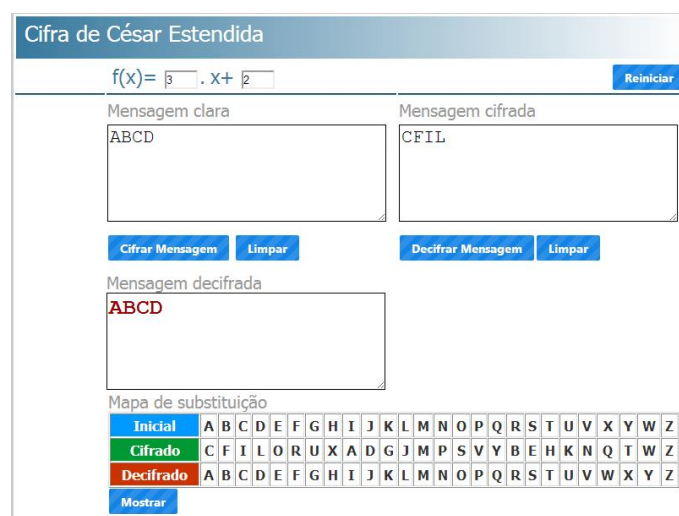 Cifra de César Estendida
f(x)= 3 . x+ 2
Reiniciar
Mensagem clara
Mensagem cifrada
ABCD
CFIL
Cifrar Mensagem
Limpar
Decifrar Mensagem
Limpar
Mensagem decifrada
ABCD
Mapa de substituição
Inicial A B C D E F G H I J K L M N O P Q R S T U V X Y W Z
Cifrado C F I L O R U X A D G J M P S V Y B E H K N Q T W Z
Decifrado A B C D E F G H I J K L M N O P Q R S T U V W X Y Z
Mostrar